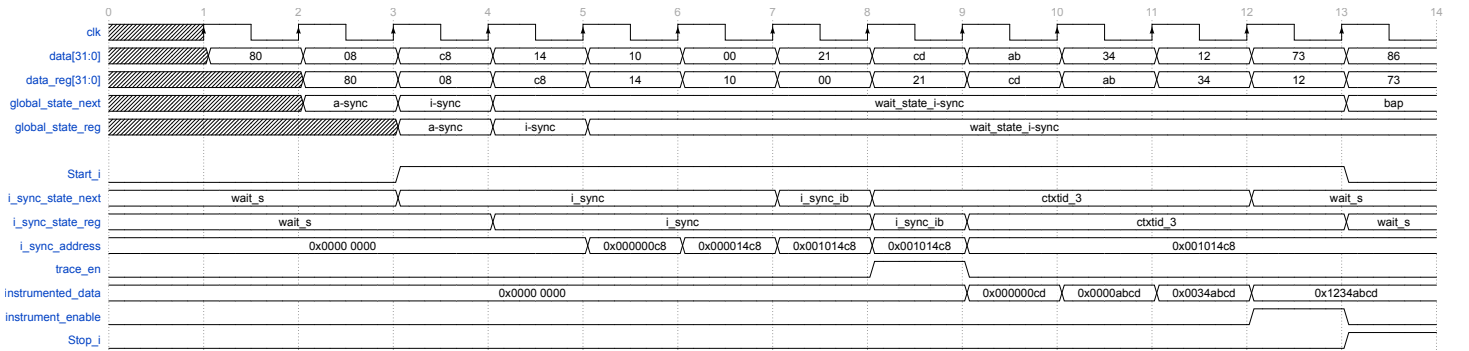 0 1 2 3 4 5 6 7 8 9 10 11 12 13 14
clk
data[31:0] 80 08 c8 14 10 00 21 cd ab 34 12 73 86
data_reg[31:0] 80 08 c8 14 10 00 21 cd ab 34 12 73
global_state_next a-sync i-sync wait_state_i-sync bap
global_state_reg a-sync i-sync wait_state_i-sync
Start_i
i_sync_state_next wait_s i_sync i_sync_ib ctxtid_3 wait_s
i_sync_state_reg wait_s i_sync i_sync_ib ctxtid_3 wait_s
i_sync_address 0x0000 0000 0x000000c8 0x000014c8 0x001014c8 0x001014c8 0x001014c8
trace_en
instrumented_data 0x0000 0000 0x000000cd 0x0000abcd 0x0034abcd 0x1234abcd
instrument_enable
Stop_i